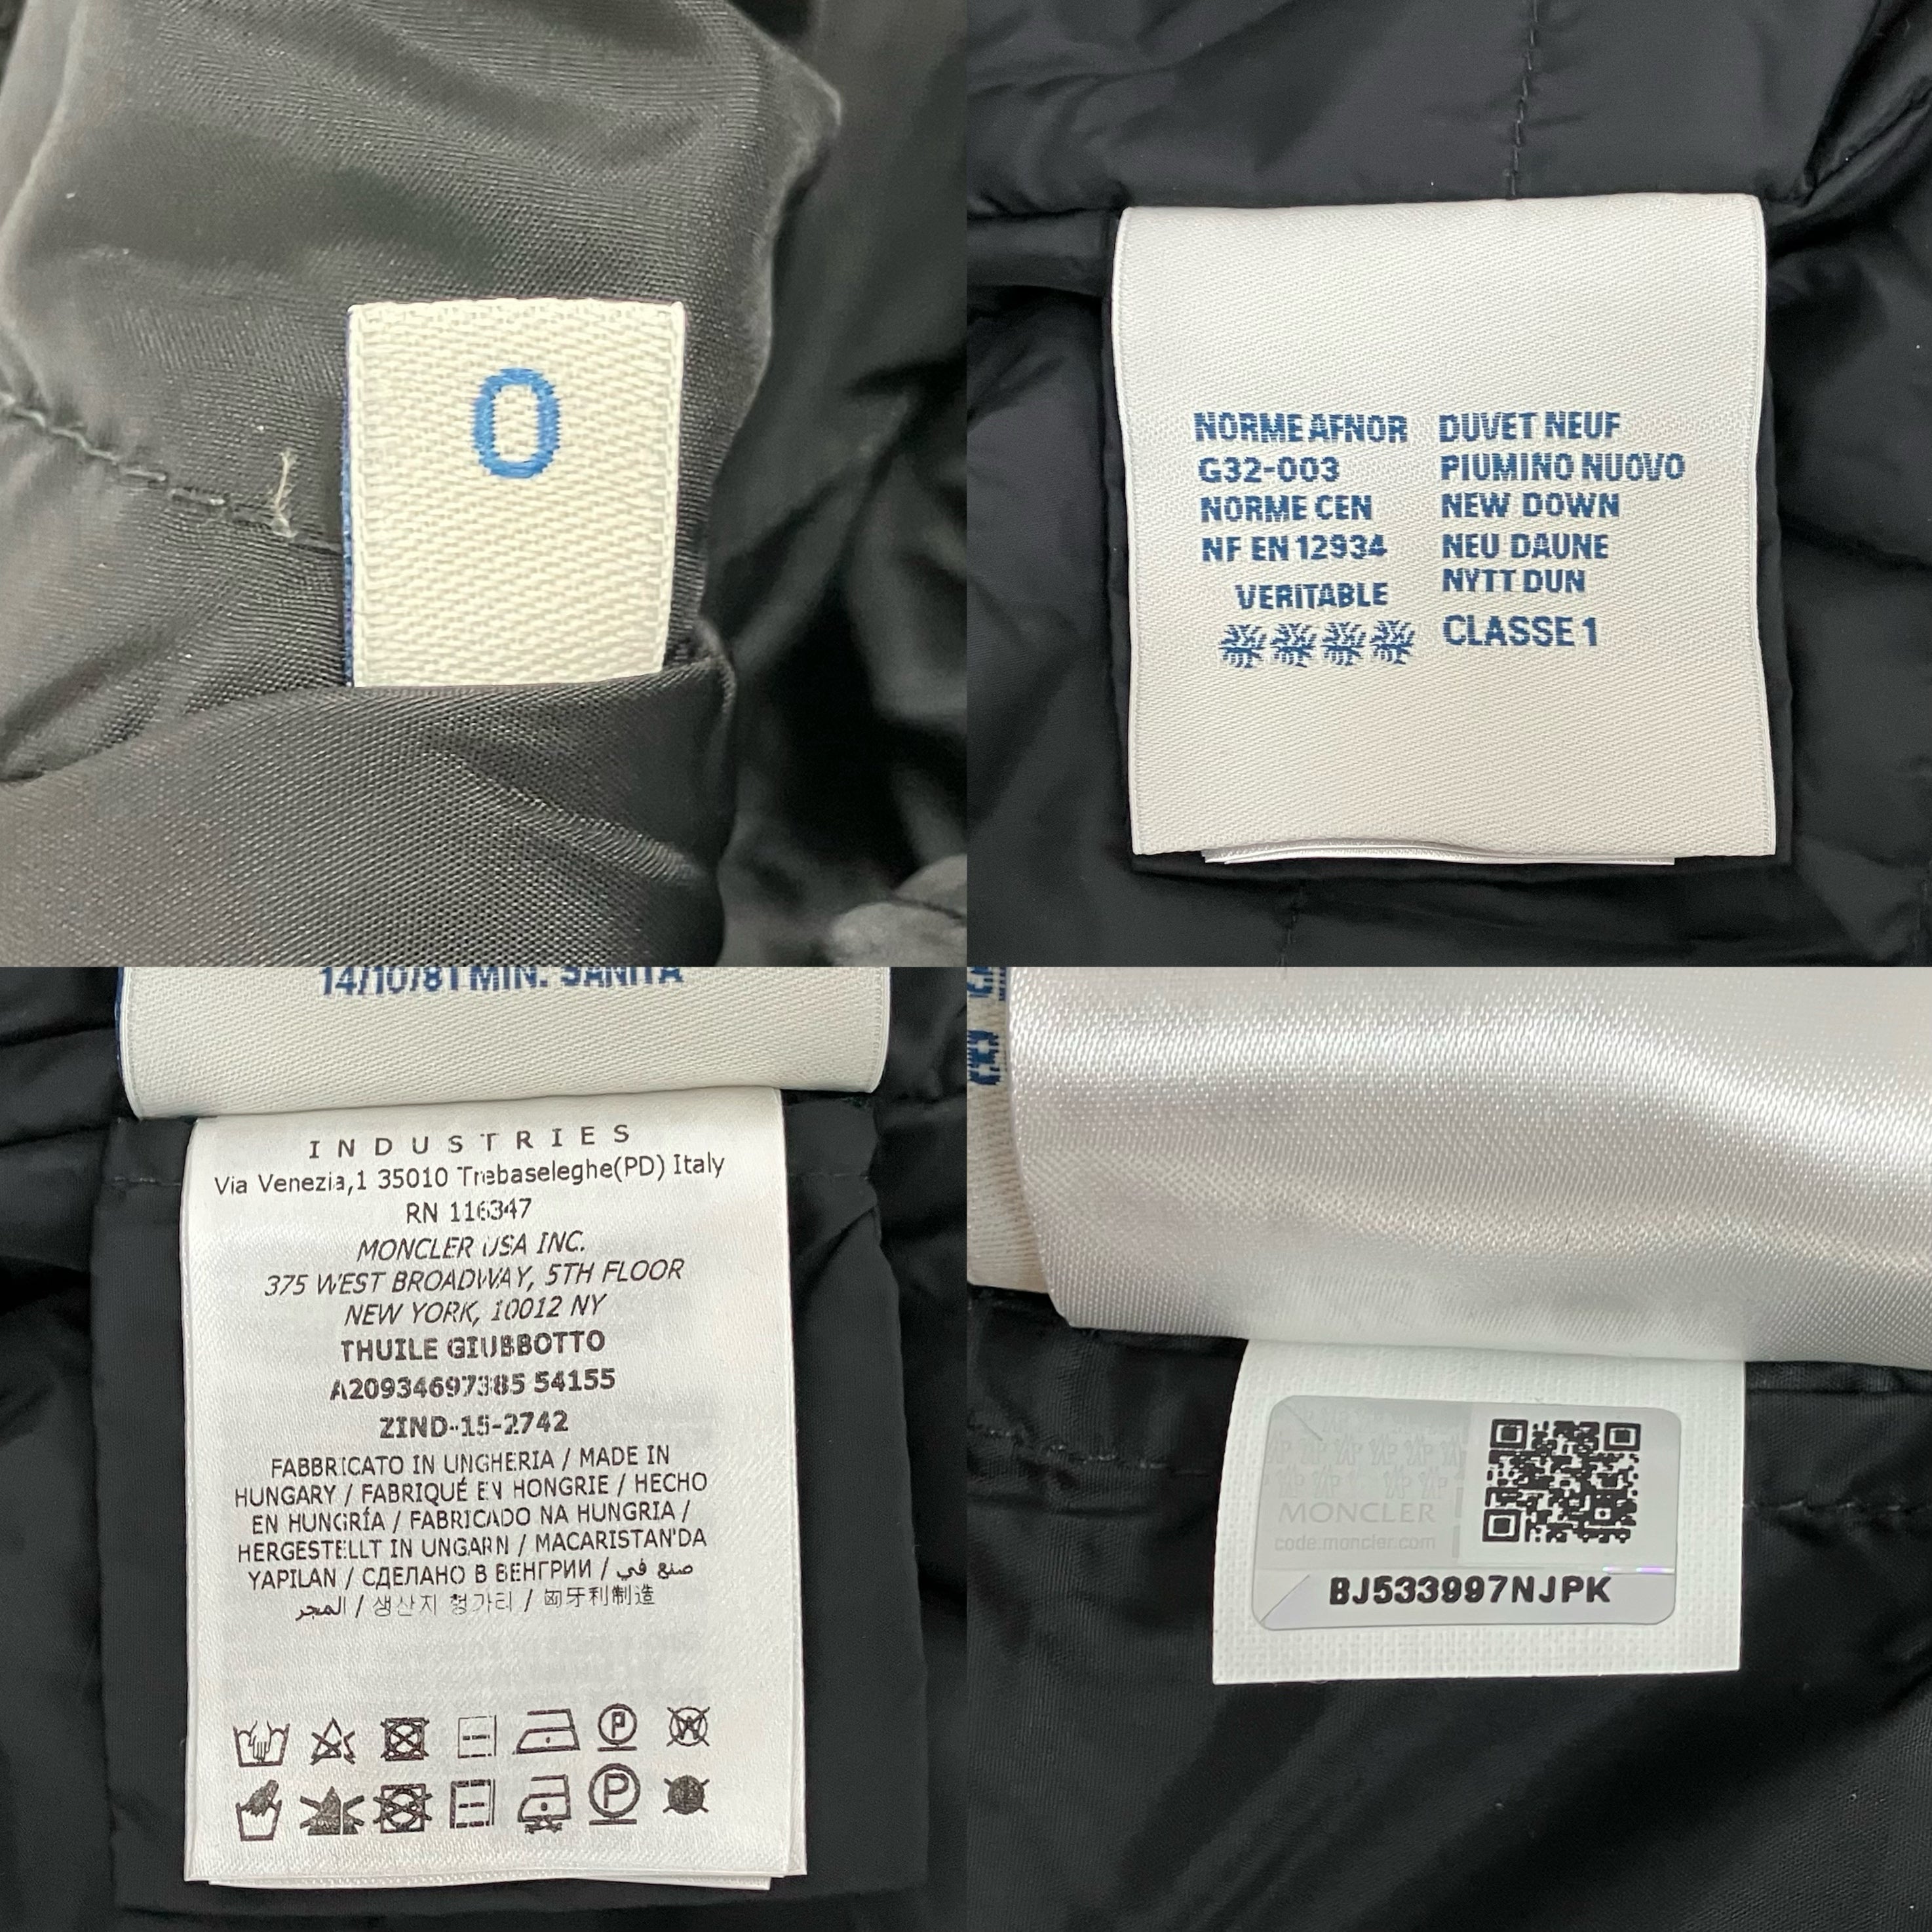 0
NORME AFNOR
G32-003
NORME CEN
NF EN 12934
VERITABLE
DUVET NEUF
PIUMINO NUOVO
NEW DOWN
NEU DAUNE
NYTT DUN
CLASSE 1
14/10/81 MIN. SANITA
INDUSTRIES
Via Venezia,1 35010 Trebaseleghe(PD) Italy
RN 116347
MONCLER USA INC.
375 WEST BROADWAY, 5TH FLOOR
NEW YORK, 10012 NY
THUILE GIUBBOTTO
A20934697385 54155
ZIND-15-2742
FABBRICATO IN UNGHERIA / MADE IN
HUNGARY / FABRIQUÉ EN HONGRIE / HECHO
EN HUNGRÍA / FABRICADO NA HUNGRIA /
HERGESTELLT IN UNGARN / MACARISTAN'DA
YAPILAN / СДЕЛАНО В ВЕНГРИИ / صنع في
المجر / 생산지 헝가리 / 匈牙利制造
P
W
P
MONCLER
code.moncler.com
BJ533997NJPK